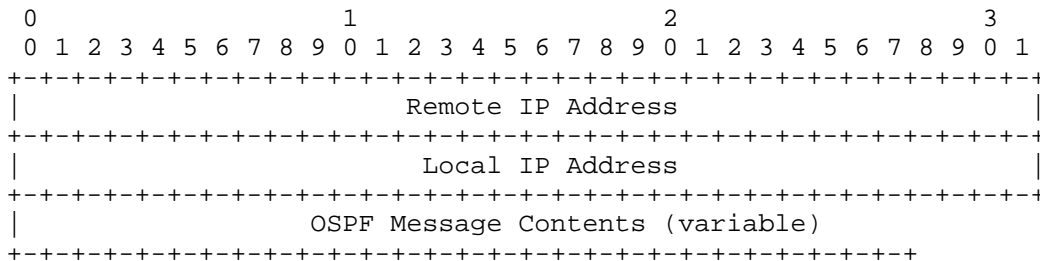 0                   1                   2                   3
 0 1 2 3 4 5 6 7 8 9 0 1 2 3 4 5 6 7 8 9 0 1 2 3 4 5 6 7 8 9 0 1
+-+-+-+-+-+-+-+-+-+-+-+-+-+-+-+-+-+-+-+-+-+-+-+-+-+-+-+-+-+-+-+-+
|                        Remote IP Address                      |
+-+-+-+-+-+-+-+-+-+-+-+-+-+-+-+-+-+-+-+-+-+-+-+-+-+-+-+-+-+-+-+-+
|                         Local IP Address                      |
+-+-+-+-+-+-+-+-+-+-+-+-+-+-+-+-+-+-+-+-+-+-+-+-+-+-+-+-+-+-+-+-+
|                  OSPF Message Contents (variable)
+-+-+-+-+-+-+-+-+-+-+-+-+-+-+-+-+-+-+-+-+-+-+-+-+-+-+-+-+